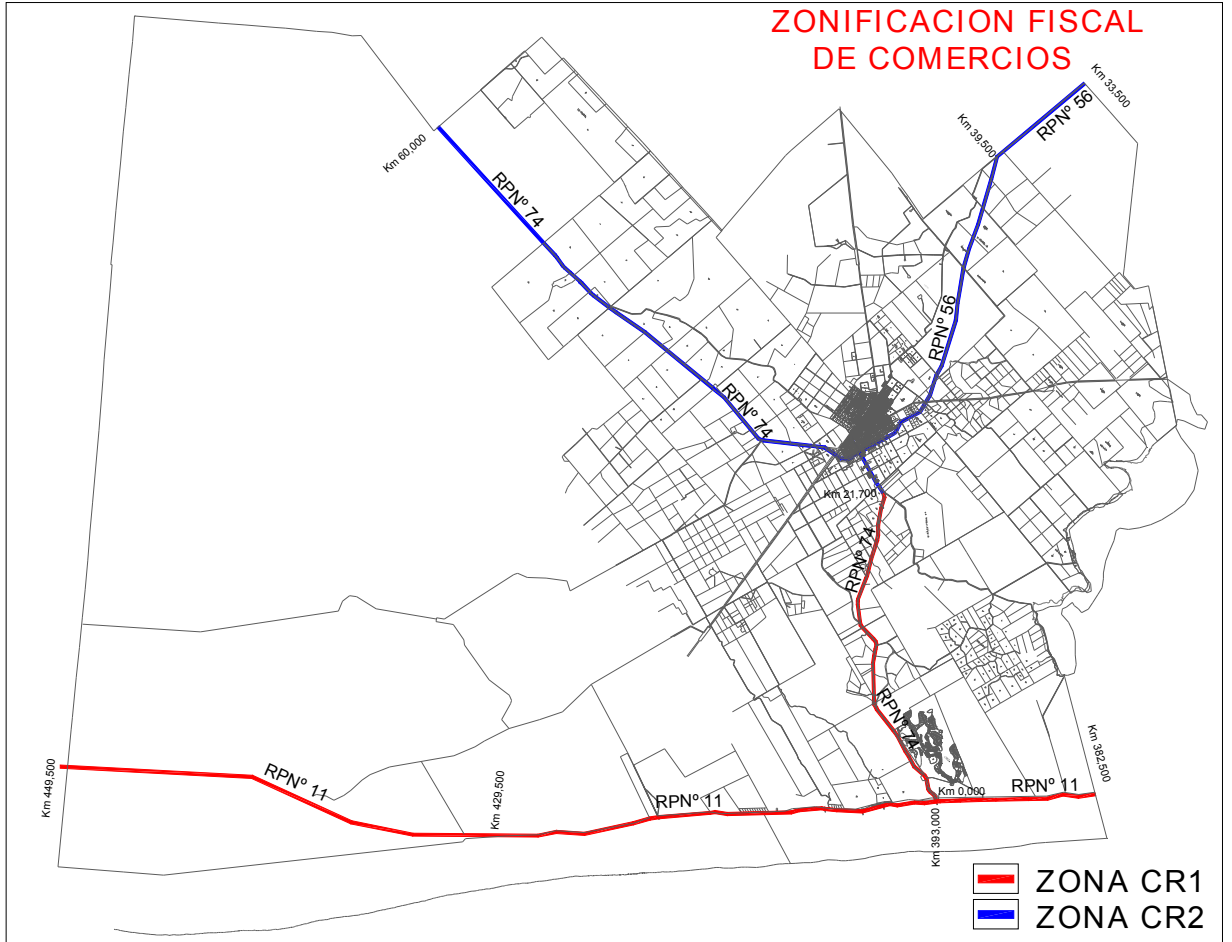 ZONIFICACION FISCAL
DE COMERCIOS
Km 33,500
RPNº 56
Km 39,500
Km 60,000
RPNº 74
RPNº 56
RPNº 74
Km 21,700
RPNº 74
RPNº 74
Km 382,500
Km 449,500
RPNº 11
Km 429,500
RPNº 11
Km 0,000
RPNº 11
Km 393,000
ZONA CR1
ZONA CR2